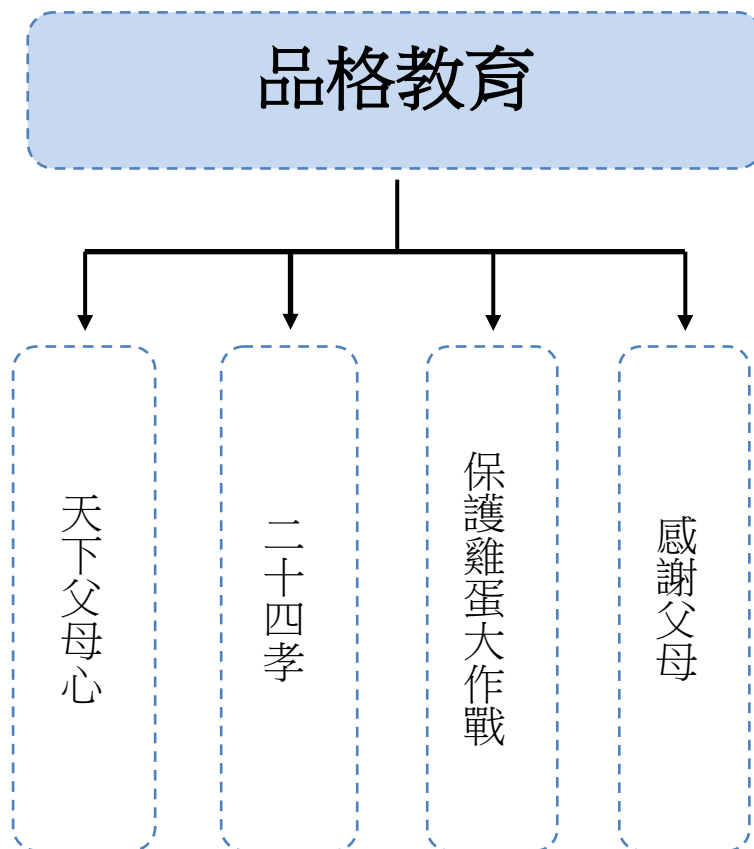 品格教育
天下父母心
二十四孝
保護雞蛋大作戰
感謝父母